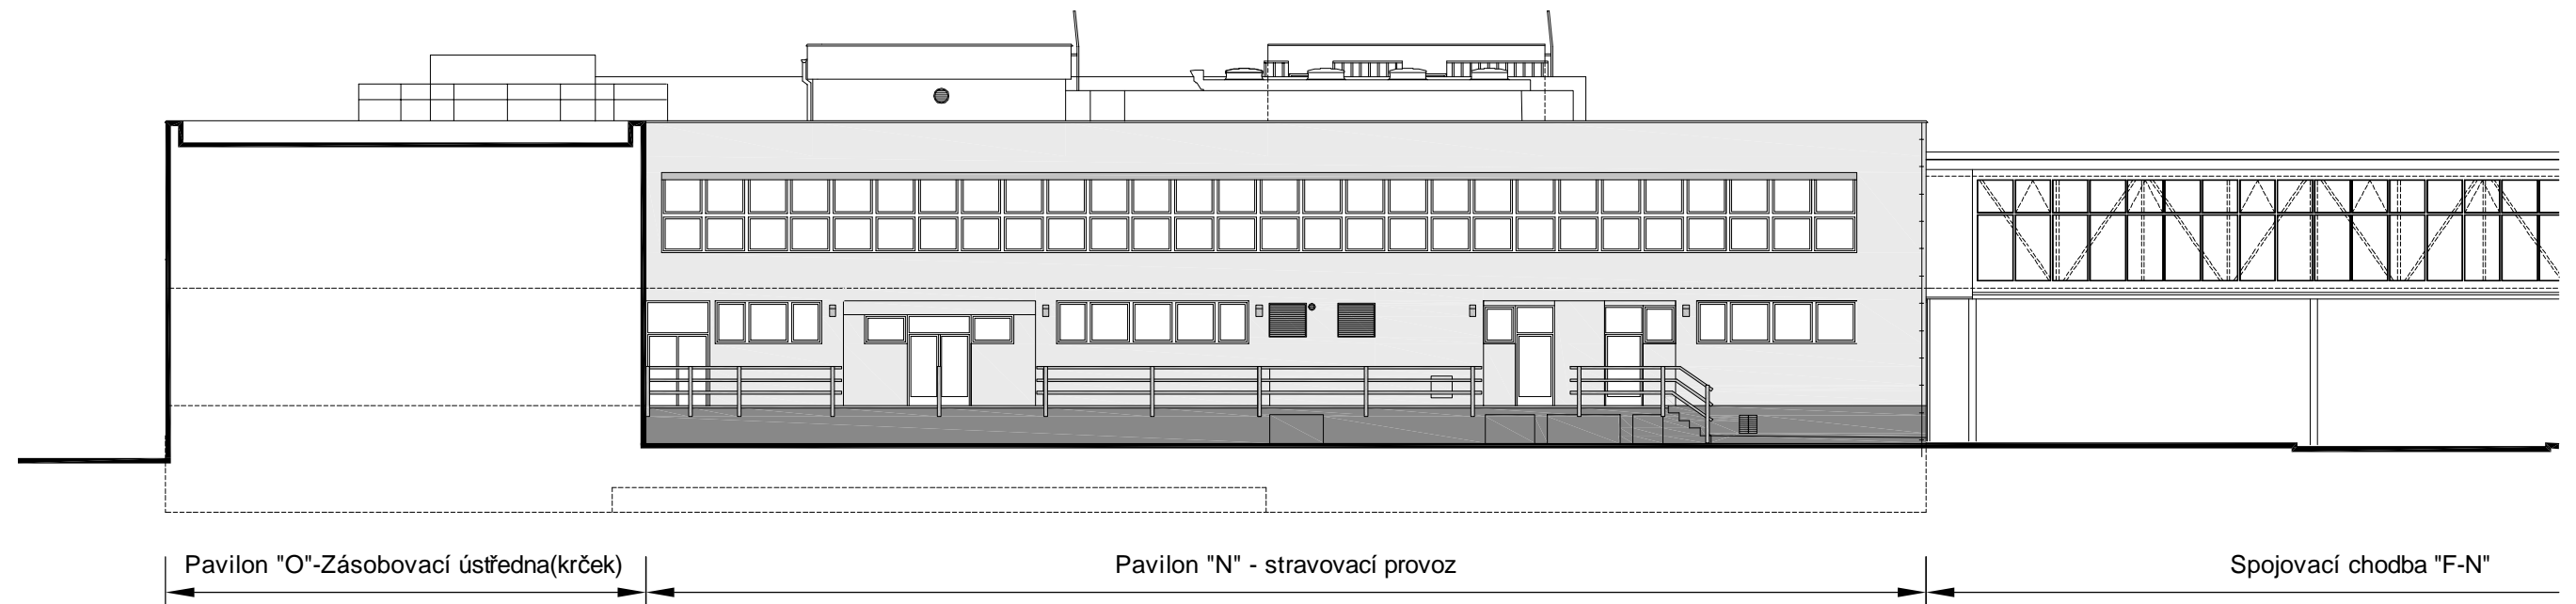 Pavilon "O"-Zásobovací ústředna(krček)
Pavilon "N" - stravovací provoz
Spojovací chodba "F-N"